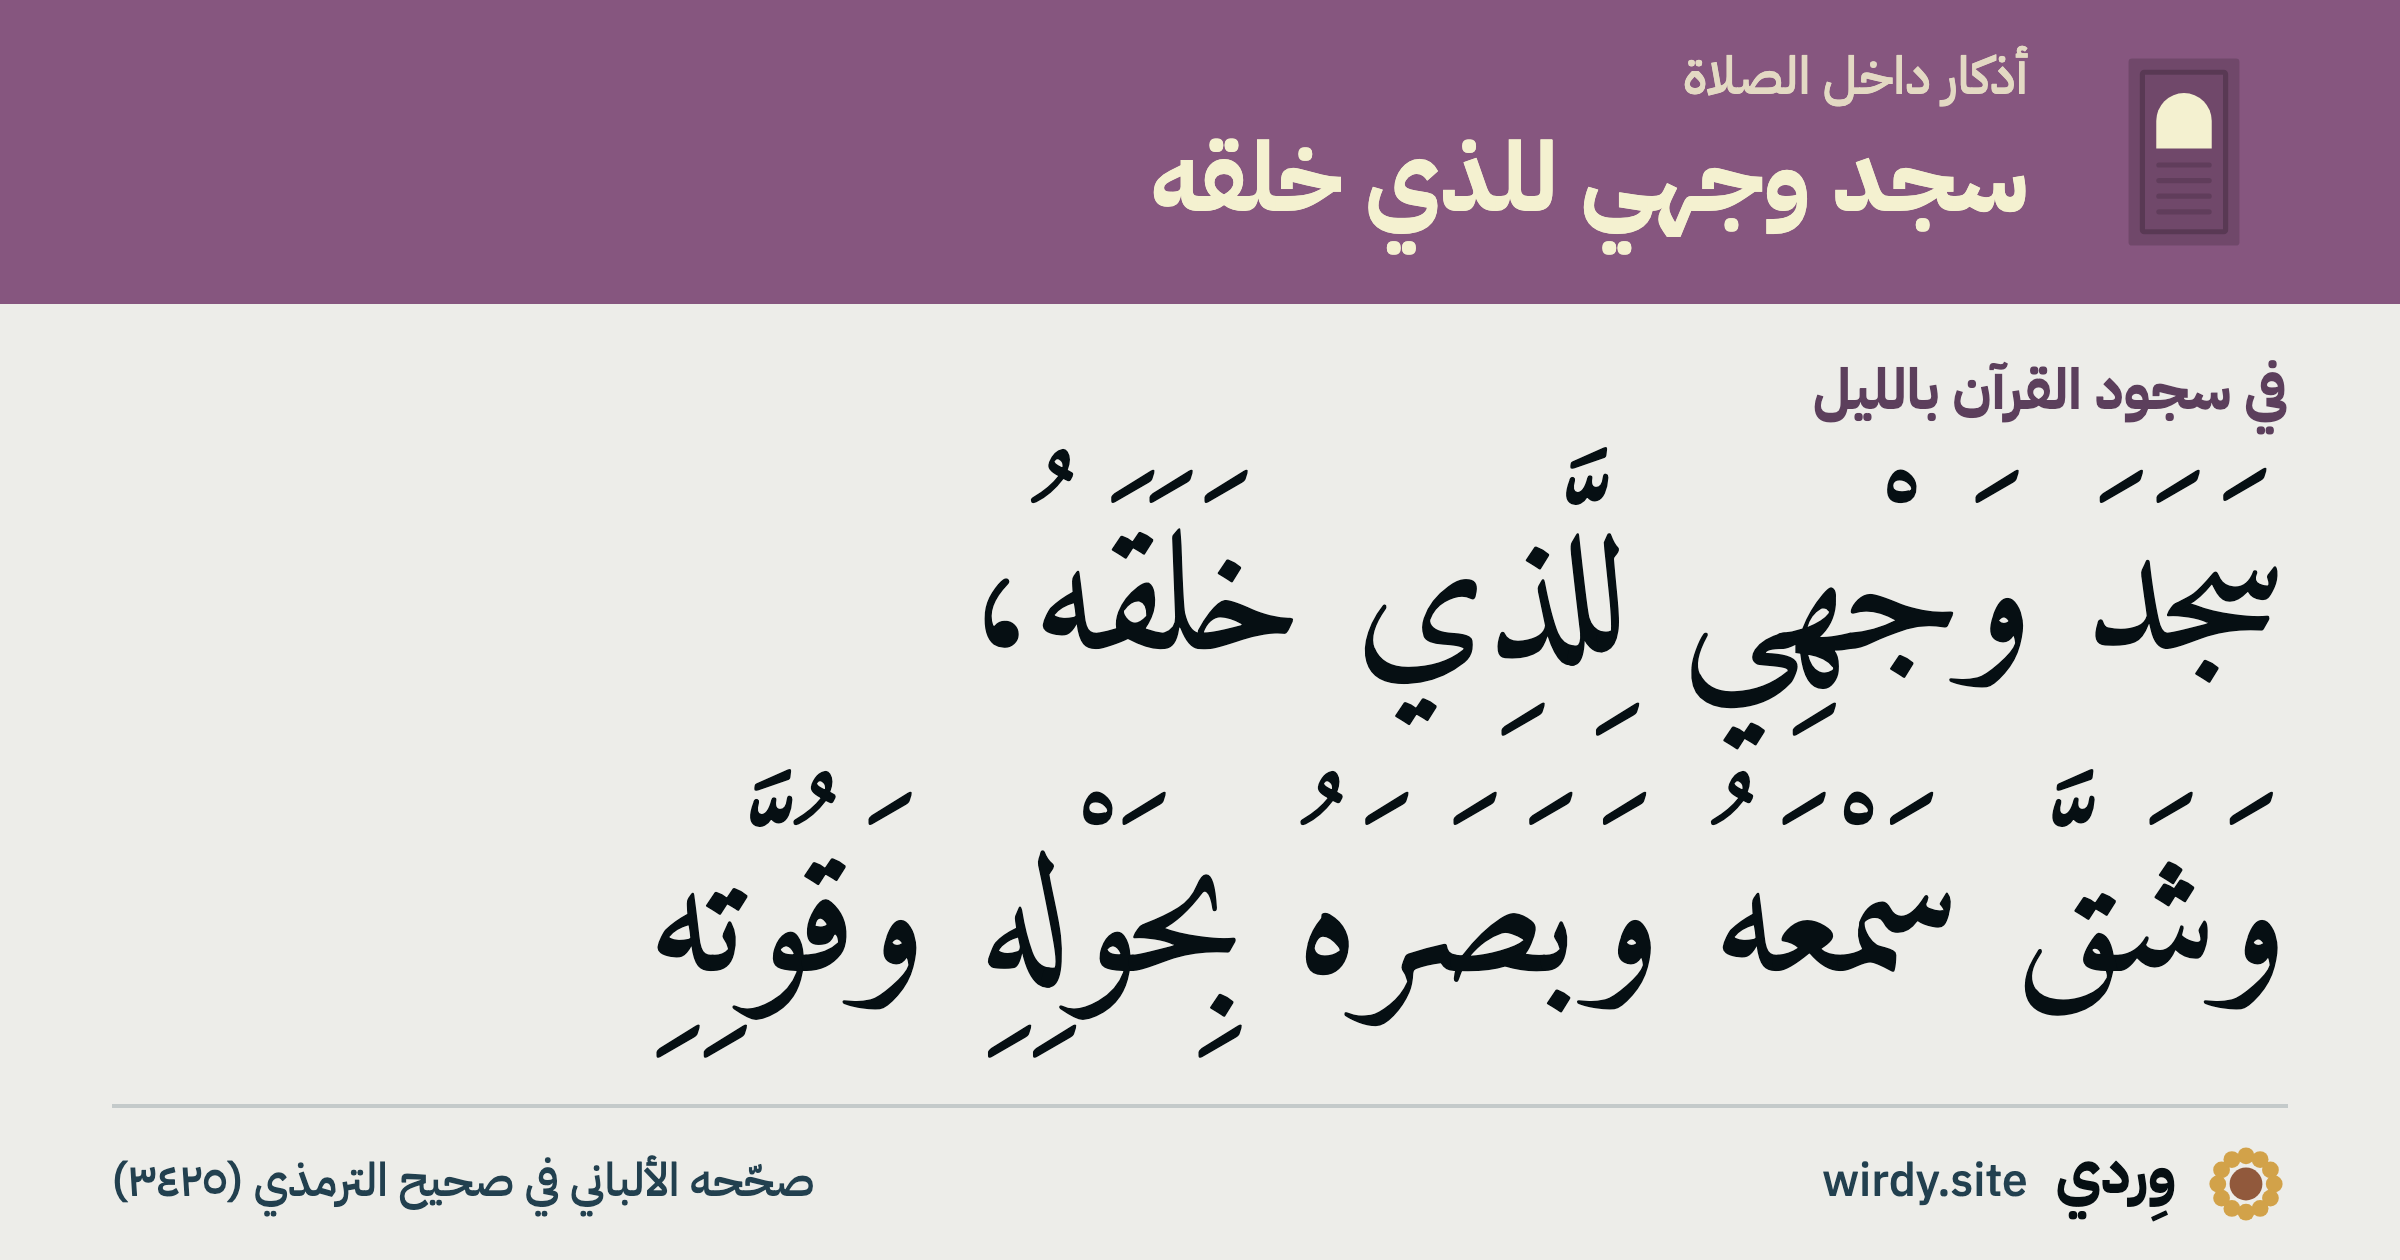 أذكار داخل الصلاة
سجد وجهي للذي خلقه
في سجود القرآن بالليل
سَجَدَ وَجْهِي لِلَّذِي خَلَقَهُ،
وَشَقَّ سَمْعَهُ وَبَصَرَهُ بِحَوْلِهِ وَقُوَّتِهِ
وِردي wirdy.site
صحّحه الألباني في صحيح الترمذي (٣٤٢٥)